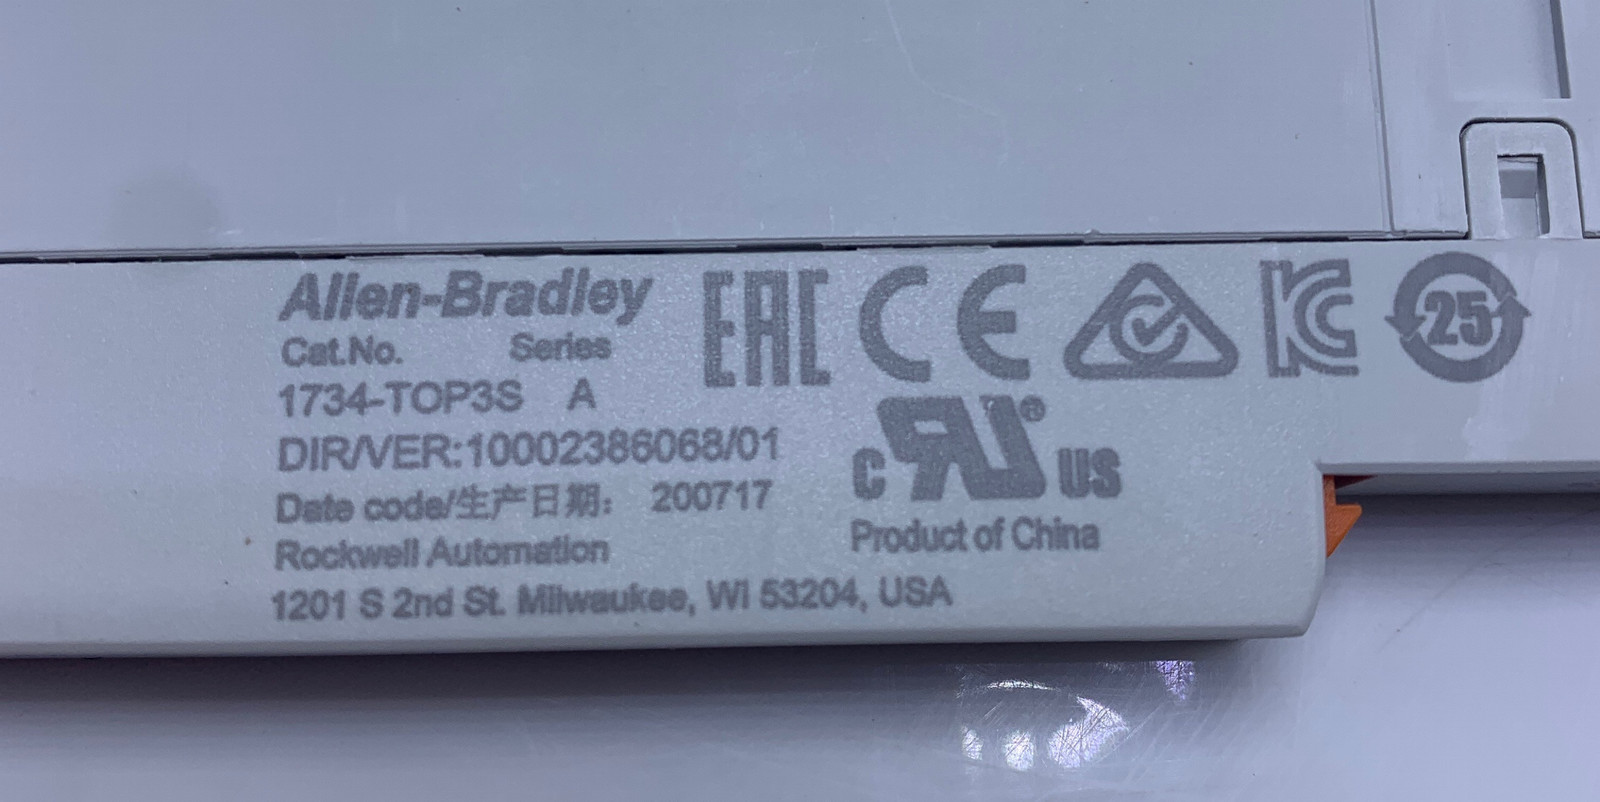 Allen-Bradley
Cat.No. Series
1734-TOP3S A
DIR/VER:10002386068/01
Date code/生产日期: 200717
Rockwell Automation
1201 S 2nd St. Milwaukee, WI 53204, USA
EAC CE KC 25
C UR® US
Product of China